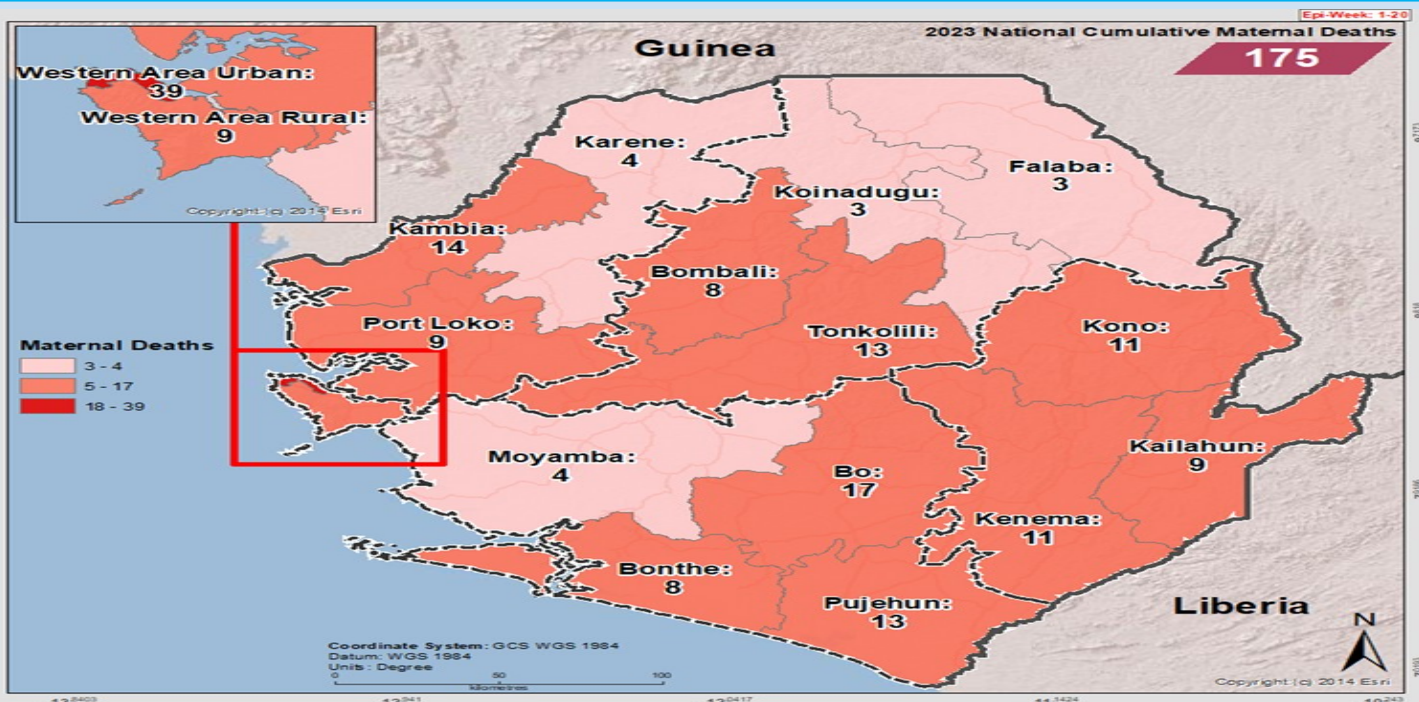 Epi-Week: 1-20
2023 National Cumulative Maternal Deaths
175
Guinea
Western Area Urban:
39
Western Area Rural:
9
Copyright:(c) 2014 Esri
Karene:
4
Falaba:
3
Koinadugu:
3
Kambia:
14
Bombali:
8
Port Loko:
9
Tonkolili:
13
Kono:
11
Maternal Deaths
3 - 4
5 - 17
18 - 39
Moyamba:
4
Bo:
17
Kailahun:
9
Kenema:
11
Bonthe:
8
Pujehun:
13
Liberia
N
Coordinate System: GCS WGS 1984
Datum: WGS 1984
Units: Degree
0 50 100
kilometres
Copyright:(c) 2014 Esri